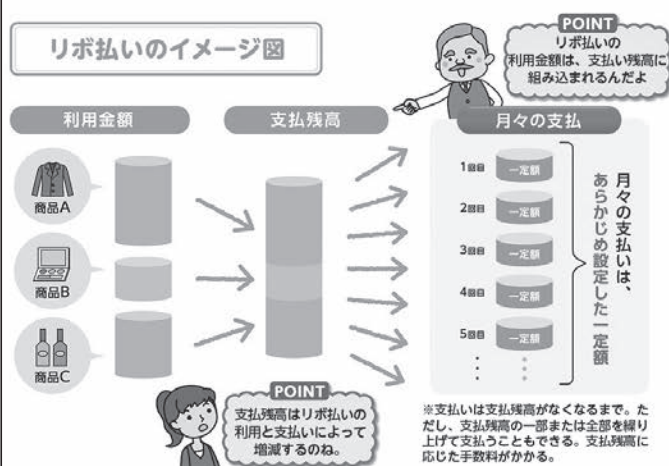 リボ払いのイメージ図
POINT
リボ払いの
利用金額は、支払い残高に
組み込まれるんだよ
利用金額
支払残高
月々の支払
商品A
商品B
商品C
1回目
一定額
2回目
一定額
3回目
一定額
4回目
一定額
5回目
一定額
月々の支払いは、
あらかじめ設定した一定額
POINT
支払残高はリボ払いの
利用と支払いによって
増減するのね。
※支払いは支払残高がなくなるまで。た
だし、支払残高の一部または全部を繰り
上げて支払うこともできる。支払残高に
応じた手数料がかかる。